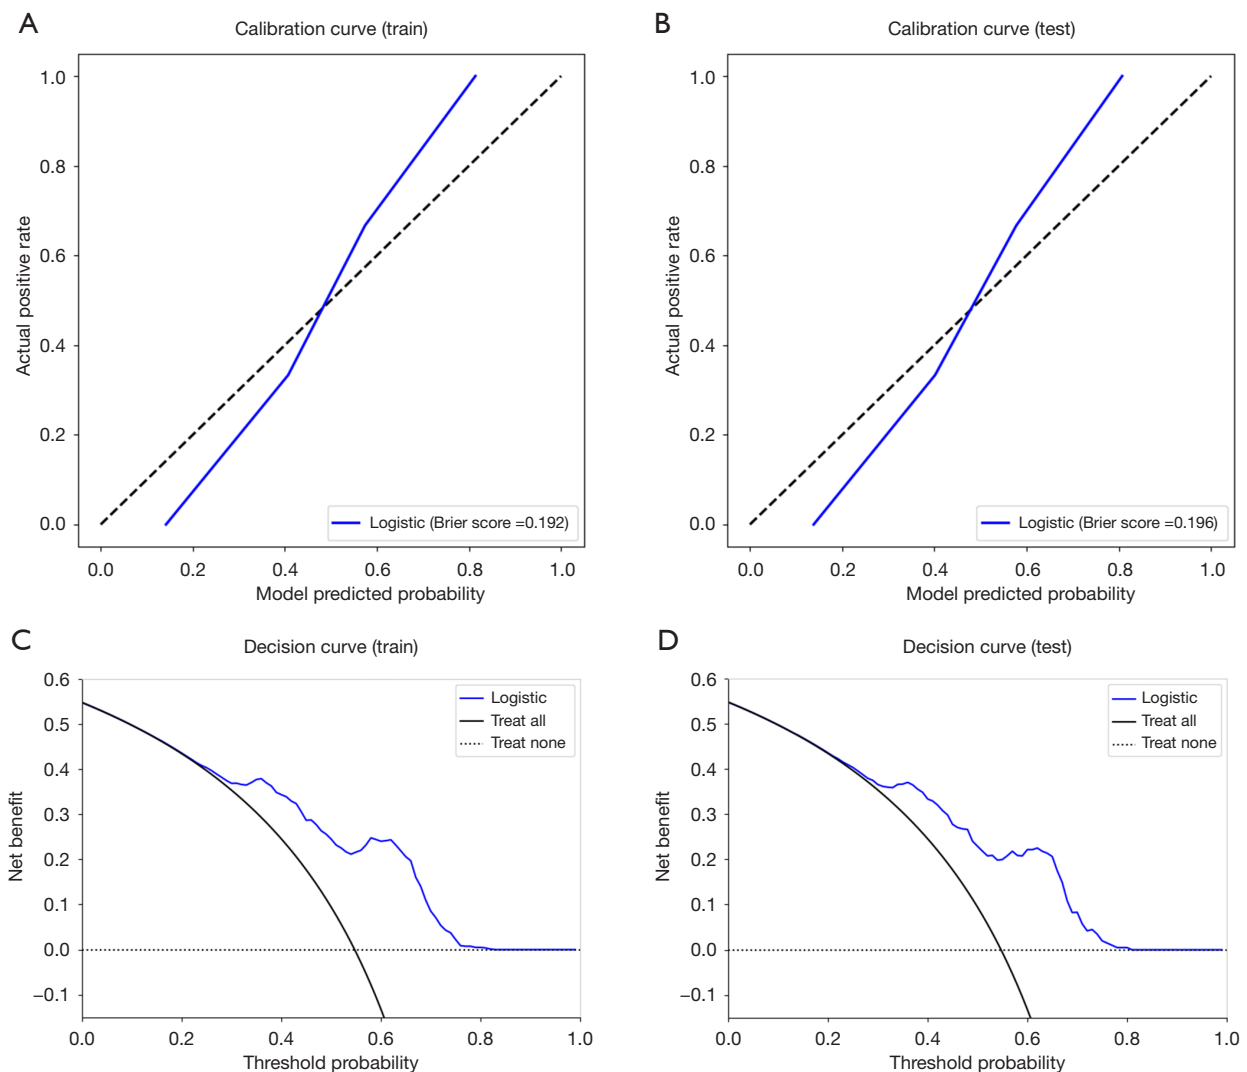 A
Calibration curve (train)
1.0
0.8
0.6
0.4
0.2
0.0
Actual positive rate
Logistic (Brier score =0.192)
0.0 0.2 0.4 0.6 0.8 1.0
Model predicted probability
B
Calibration curve (test)
1.0
0.8
0.6
0.4
0.2
0.0
Actual positive rate
Logistic (Brier score =0.196)
0.0 0.2 0.4 0.6 0.8 1.0
Model predicted probability
C
Decision curve (train)
0.6
0.5
0.4
0.3
0.2
0.1
0.0
−0.1
Net benefit
Logistic
Treat all
Treat none
0.0 0.2 0.4 0.6 0.8 1.0
Threshold probability
D
Decision curve (test)
0.6
0.5
0.4
0.3
0.2
0.1
0.0
−0.1
Net benefit
Logistic
Treat all
Treat none
0.0 0.2 0.4 0.6 0.8 1.0
Threshold probability